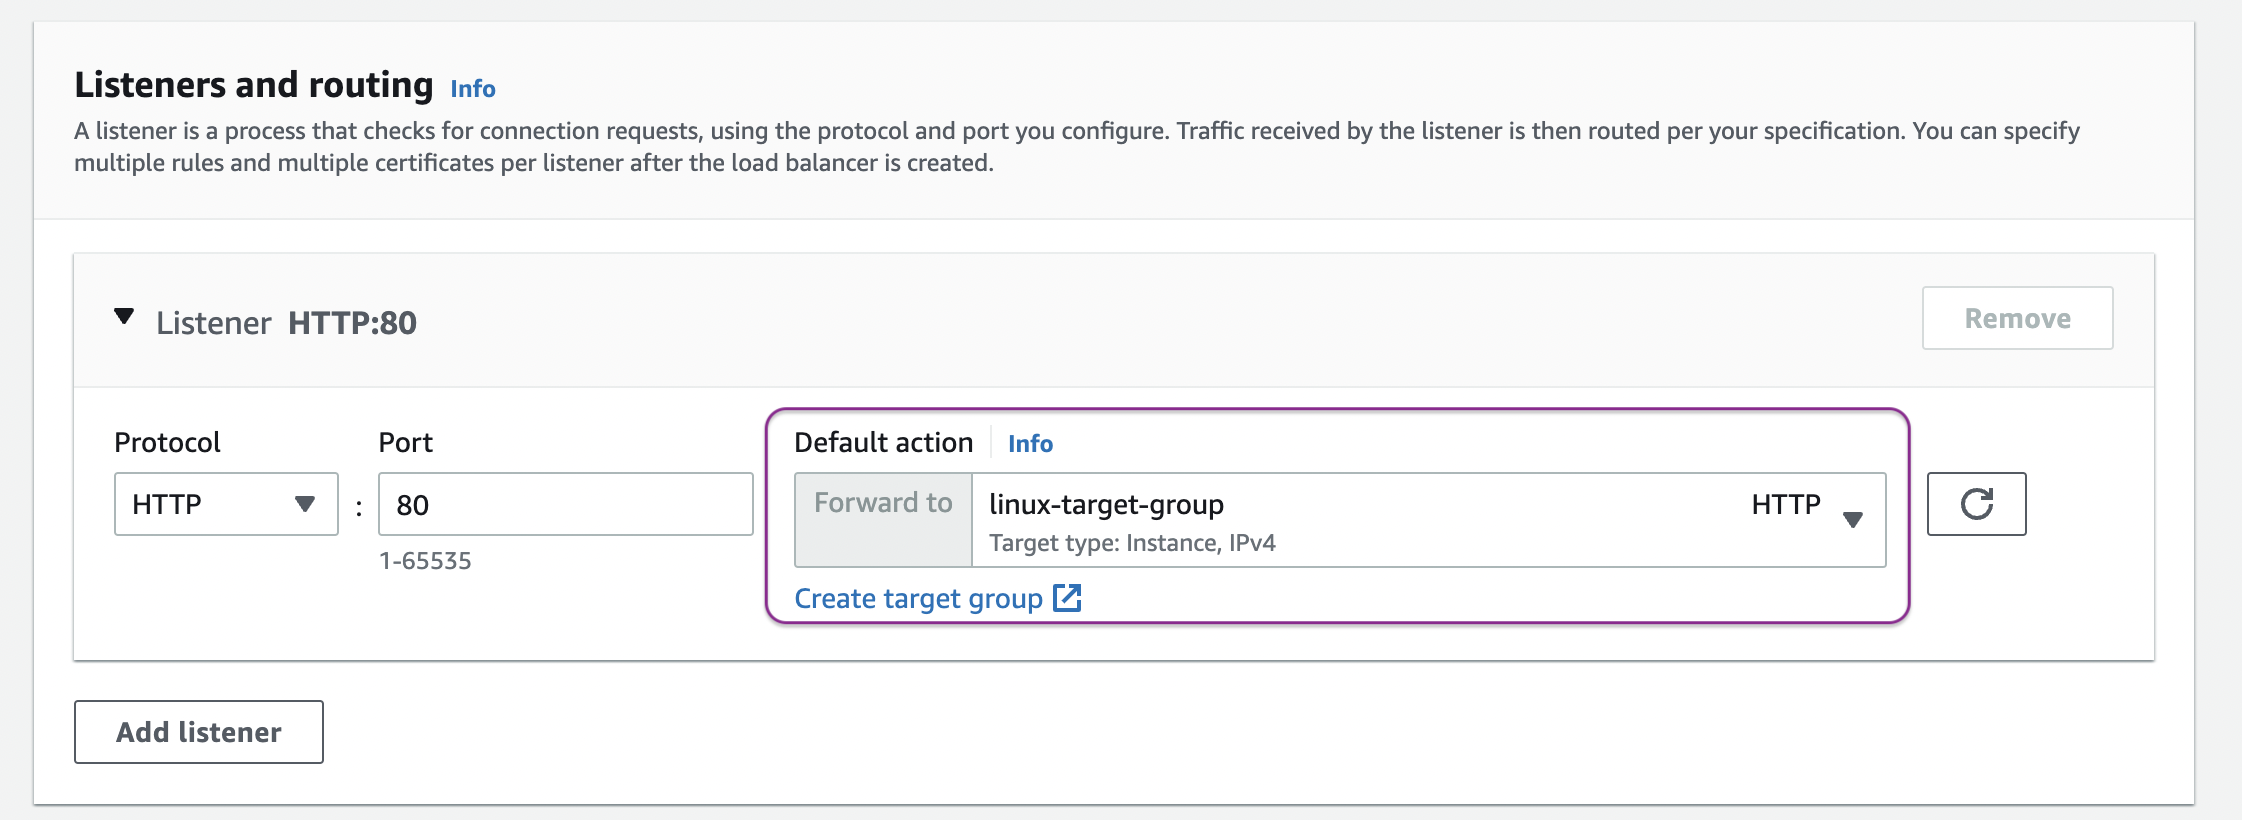 Listeners and routing Info
A listener is a process that checks for connection requests, using the protocol and port you configure. Traffic received by the listener is then routed per your specification. You can specify
multiple rules and multiple certificates per listener after the load balancer is created.
Listener HTTP:80
Remove
Protocol
Port
Default action
Info
HTTP
:
80
Forward to
linux-target-group
HTTP
Target type: Instance, IPv4
1-65535
Create target group
Add listener